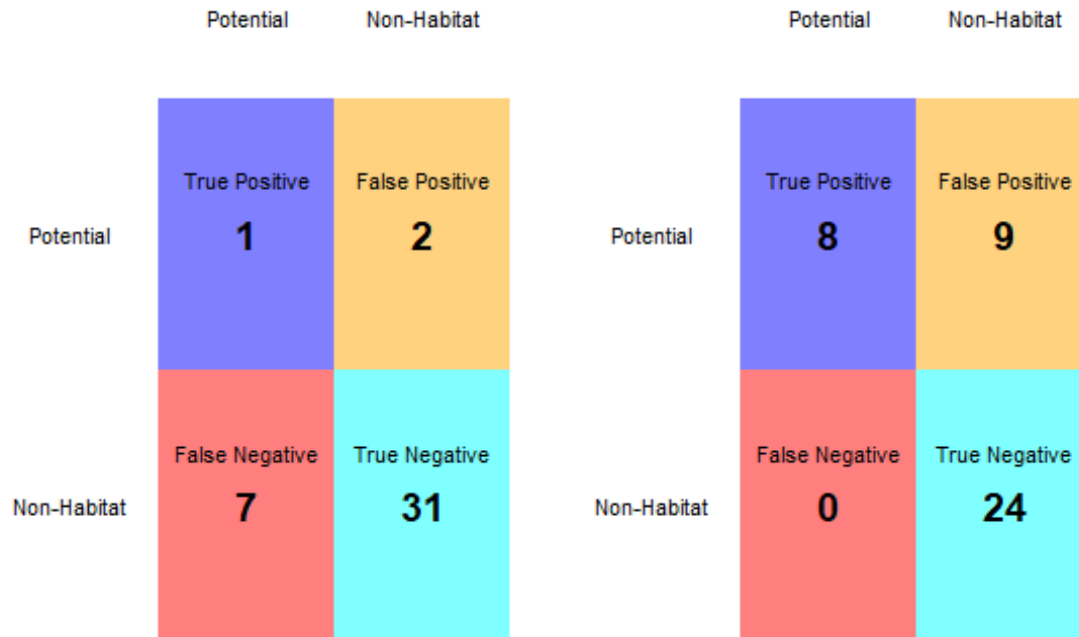 Potential Non-Habitat
True Positive False Positive
Potential 1 2
False Negative True Negative
Non-Habitat 7 31
Potential Non-Habitat
True Positive False Positive
Potential 8 9
False Negative True Negative
Non-Habitat 0 24